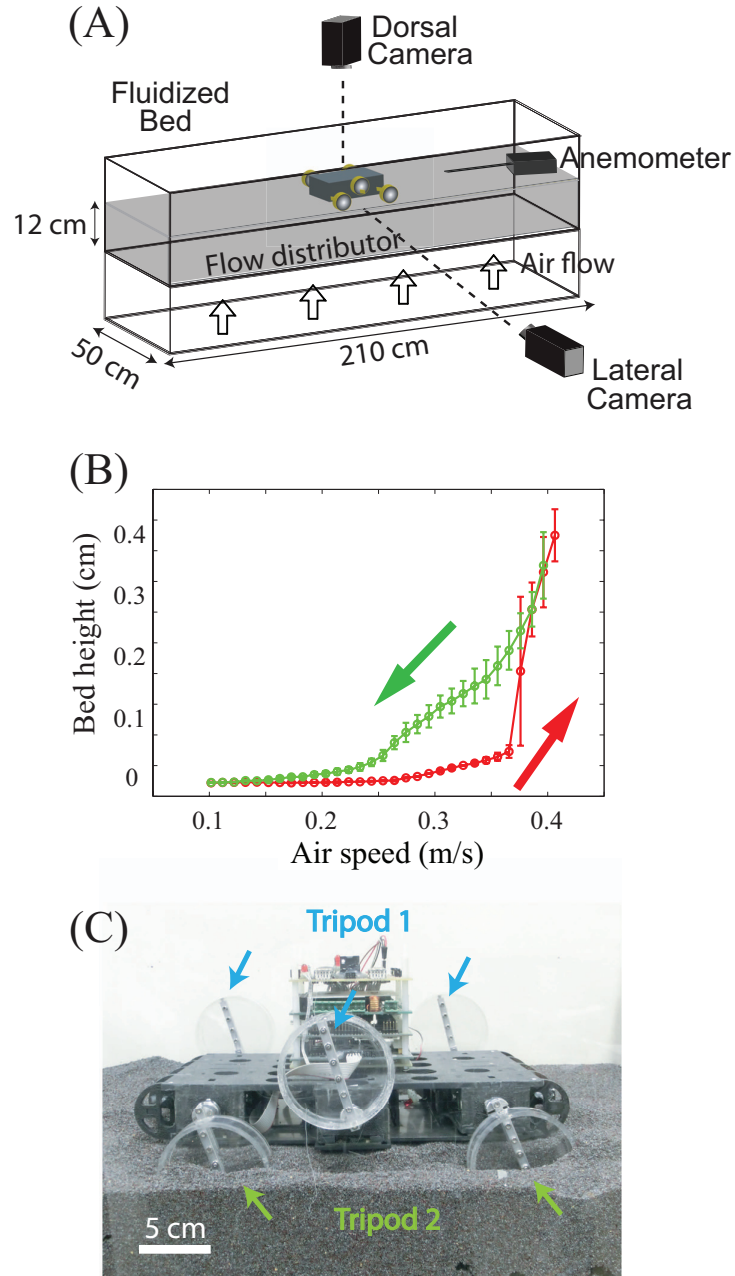 (A)
Dorsal
Camera
Fluidized
Bed
Anemometer
12 cm
Flow distributor
Air flow
50 cm
210 cm
Lateral
Camera
(B)
0.4
0.3
0.2
0.1
0
Bed height (cm)
0.1 0.2 0.3 0.4
Air speed (m/s)
(C)
Tripod 1
Tripod 2
5 cm